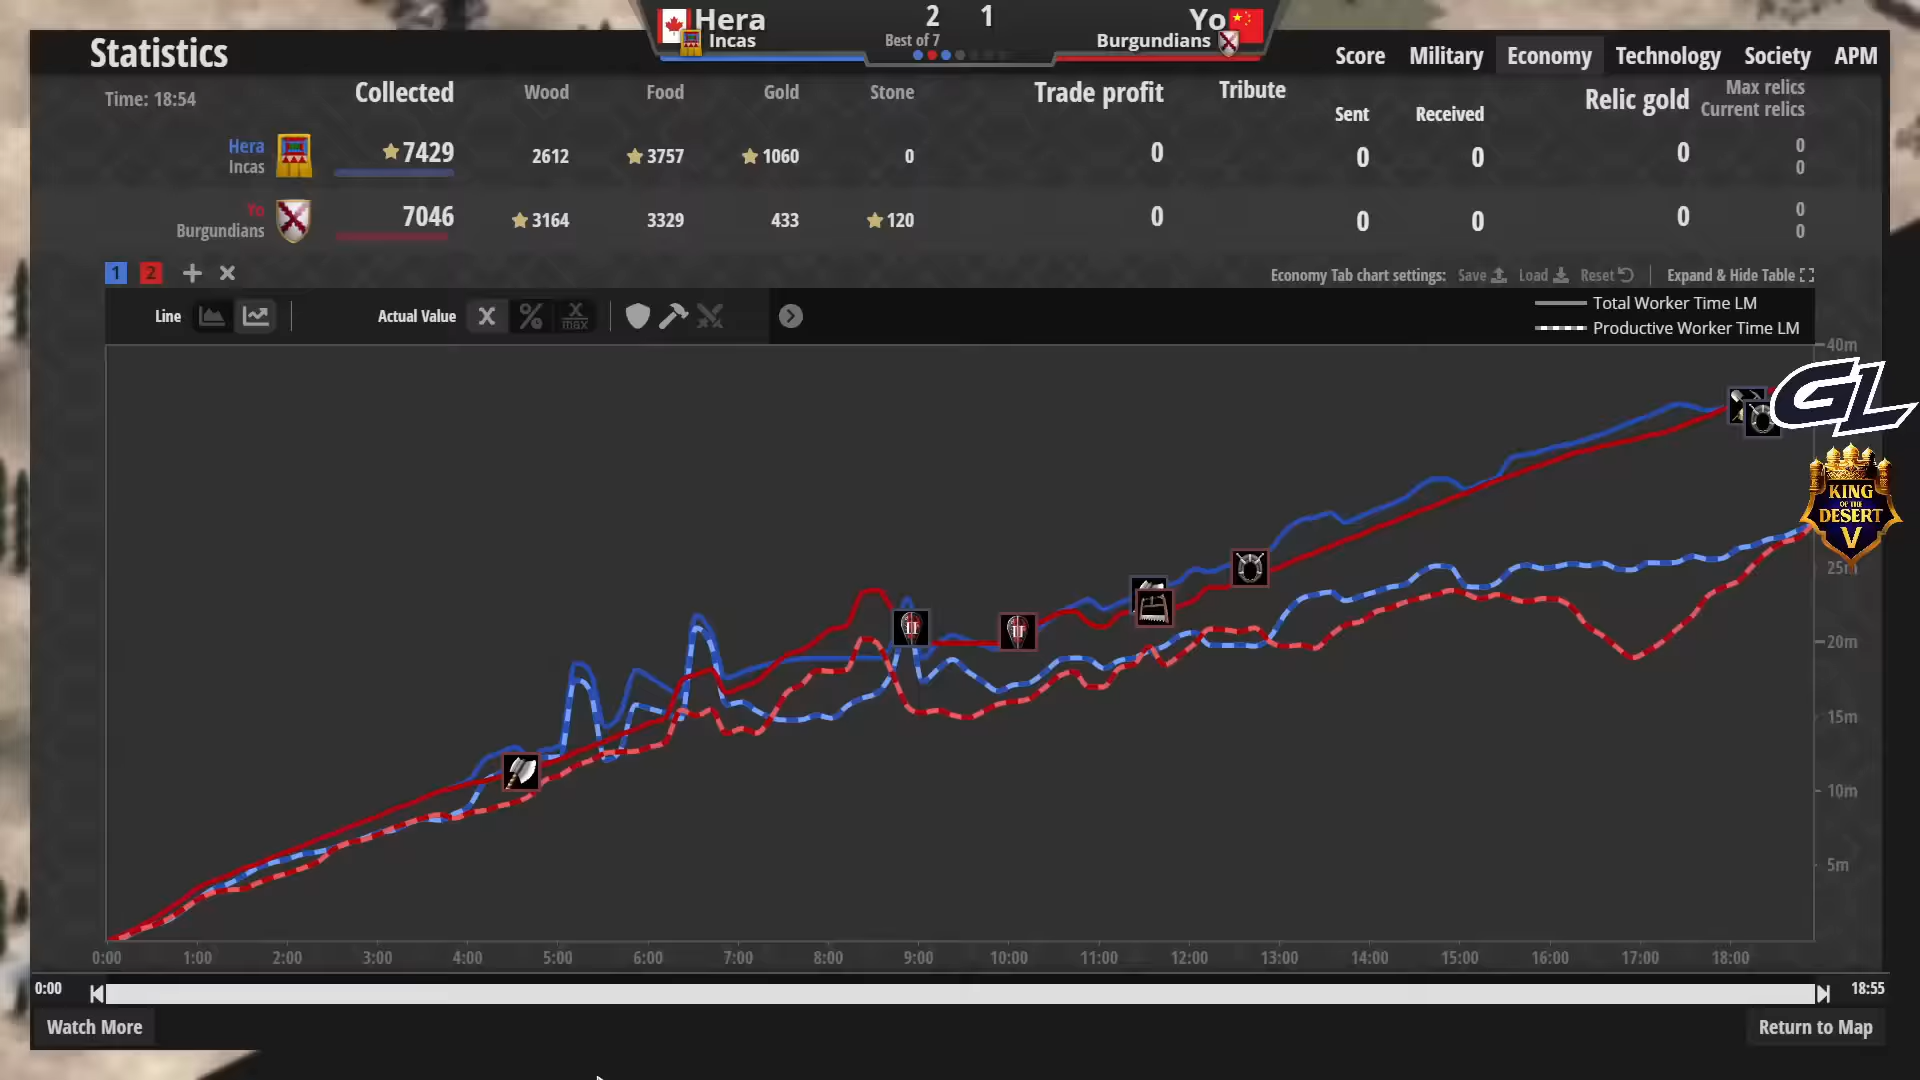 Hera 2 1 Yo
Incas Best of 7 Burgundians
Statistics
Score Military Economy Technology Society APM
Time: 18:54
Collected Wood Food Gold Stone Trade profit Tribute Sent Received Relic gold Max relics
Current relics
Hera
Incas
7429 2612 3757 1060 0 0 0 0 0 0
0
Yo
Burgundians
7046 3164 3329 433 120 0 0 0 0 0
0
1 2 Economy Tab chart settings: Save Load Reset Expand & Hide Table
Line Actual Value X % X
max
Total Worker Time LM
Productive Worker Time LM
40m
GL
KING
OF THE
DESERT
V
25m
20m
15m
10m
5m
II II
0:00 1:00 2:00 3:00 4:00 5:00 6:00 7:00 8:00 9:00 10:00 11:00 12:00 13:00 14:00 15:00 16:00 17:00 18:00
0:00 18:55
Watch More Return to Map